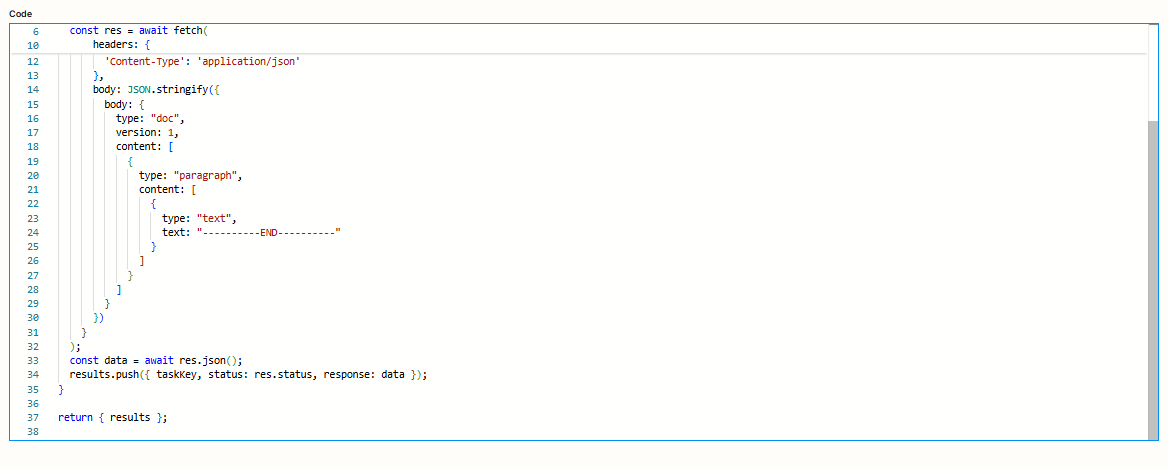 Code
6 const res = await fetch(
10 headers: {
12 'Content-Type': 'application/json'
13 },
14 body: JSON.stringify({
15 body: {
16 type: "doc",
17 version: 1,
18 content: [
19 {
20 type: "paragraph",
21 content: [
22 {
23 type: "text",
24 text: "----------END----------"
25 }
26 ]
27 }
28 ]
29 }
30 })
31 }
32 );
33 const data = await res.json();
34 results.push({ taskKey, status: res.status, response: data });
35 }
36
37 return { results };
38